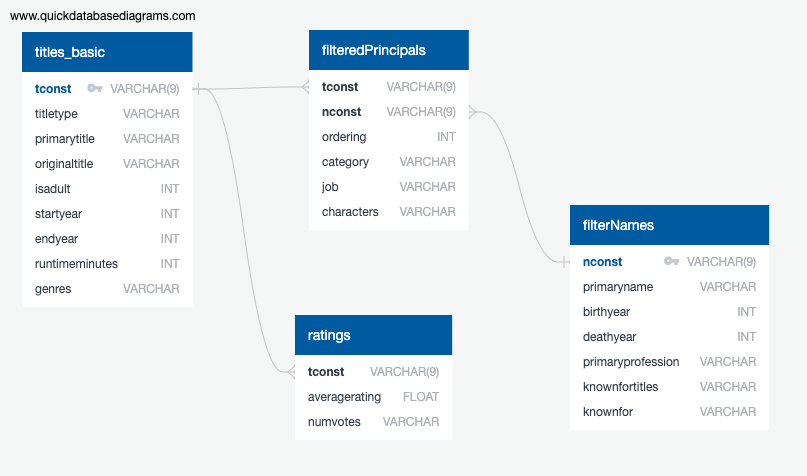 www.quickdatabasediagrams.com
titles_basic
tconst VARCHAR(9)
titletype VARCHAR
primarytitle VARCHAR
originaltitle VARCHAR
isadult INT
startyear INT
endyear INT
runtimeminutes INT
genres VARCHAR
filteredPrincipals
tconst VARCHAR(9)
nconst VARCHAR(9)
ordering INT
category VARCHAR
job VARCHAR
characters VARCHAR
filterNames
nconst VARCHAR(9)
primaryname VARCHAR
birthyear INT
deathyear INT
primaryprofession VARCHAR
knownfortitles VARCHAR
knownfor VARCHAR
ratings
tconst VARCHAR(9)
averagerating FLOAT
numvotes VARCHAR